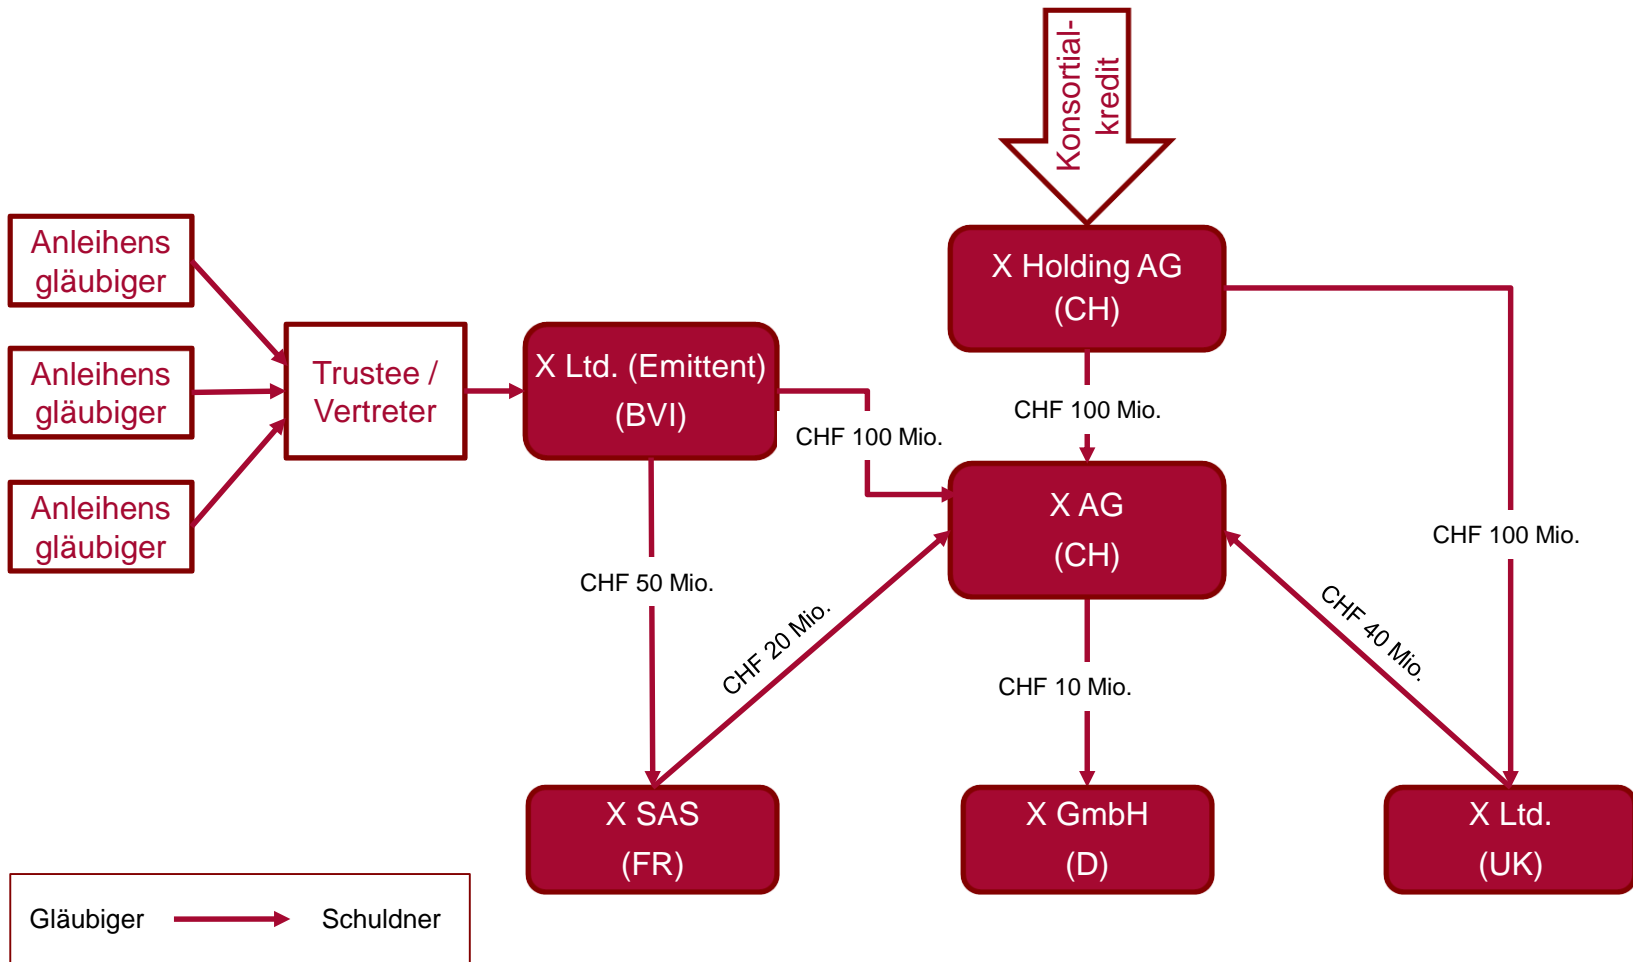 Konsortial-
kredit
X Holding AG
(CH)
Anleihens
gläubiger
Anleihens
gläubiger
Anleihens
gläubiger
Trustee /
Vertreter
X Ltd. (Emittent)
(BVI)
CHF 100 Mio.
CHF 100 Mio.
X AG
(CH)
CHF 100 Mio.
CHF 50 Mio.
CHF 20 Mio.
CHF 10 Mio.
CHF 40 Mio.
X SAS
(FR)
X GmbH
(D)
X Ltd.
(UK)
Gläubiger
Schuldner